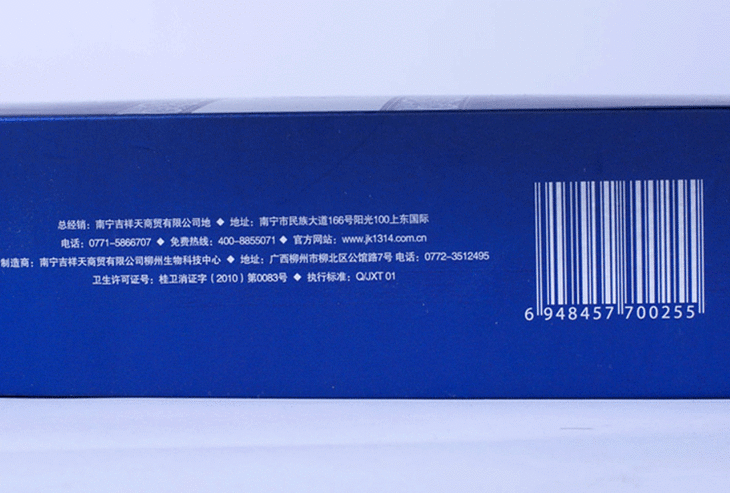 总经销：南宁吉祥天商贸有限公司地 ◆ 地址：南宁市民族大道166号阳光100上东国际
电话：0771-5866707 ◆ 免费热线：400-8855071 ◆ 官方网站：www.jk1314.com.cn
制造商：南宁吉祥天商贸有限公司柳州生物科技中心 ◆ 地址：广西柳州市柳北区公馆路7号 电话：0772-3512495
卫生许可证号：桂卫消证字（2010）第0083号 ◆ 执行标准：Q/JXT 01
6 948457 700255